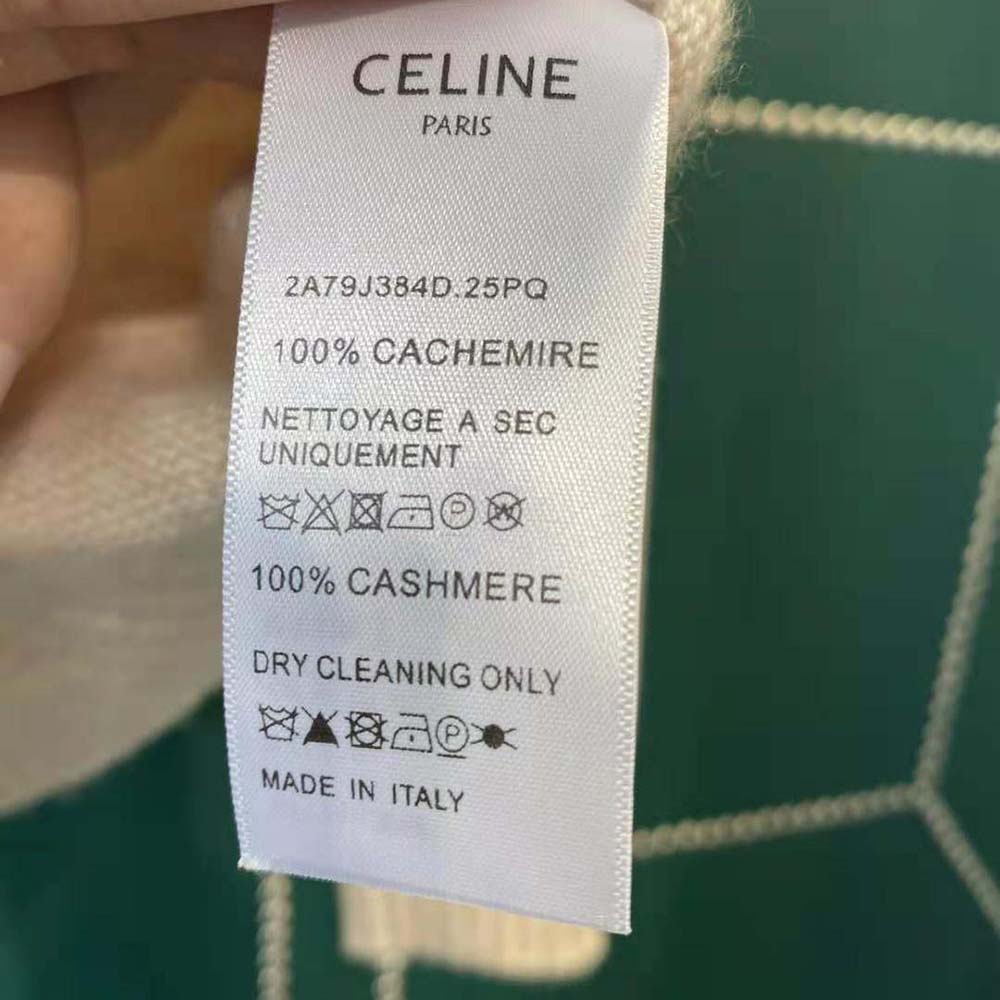 CELINE
PARIS
2A79J384D.25PQ
100% CACHEMIRE
NETTOYAGE A SEC
UNIQUEMENT
P W
100% CASHMERE
DRY CLEANING ONLY
P
MADE IN ITALY